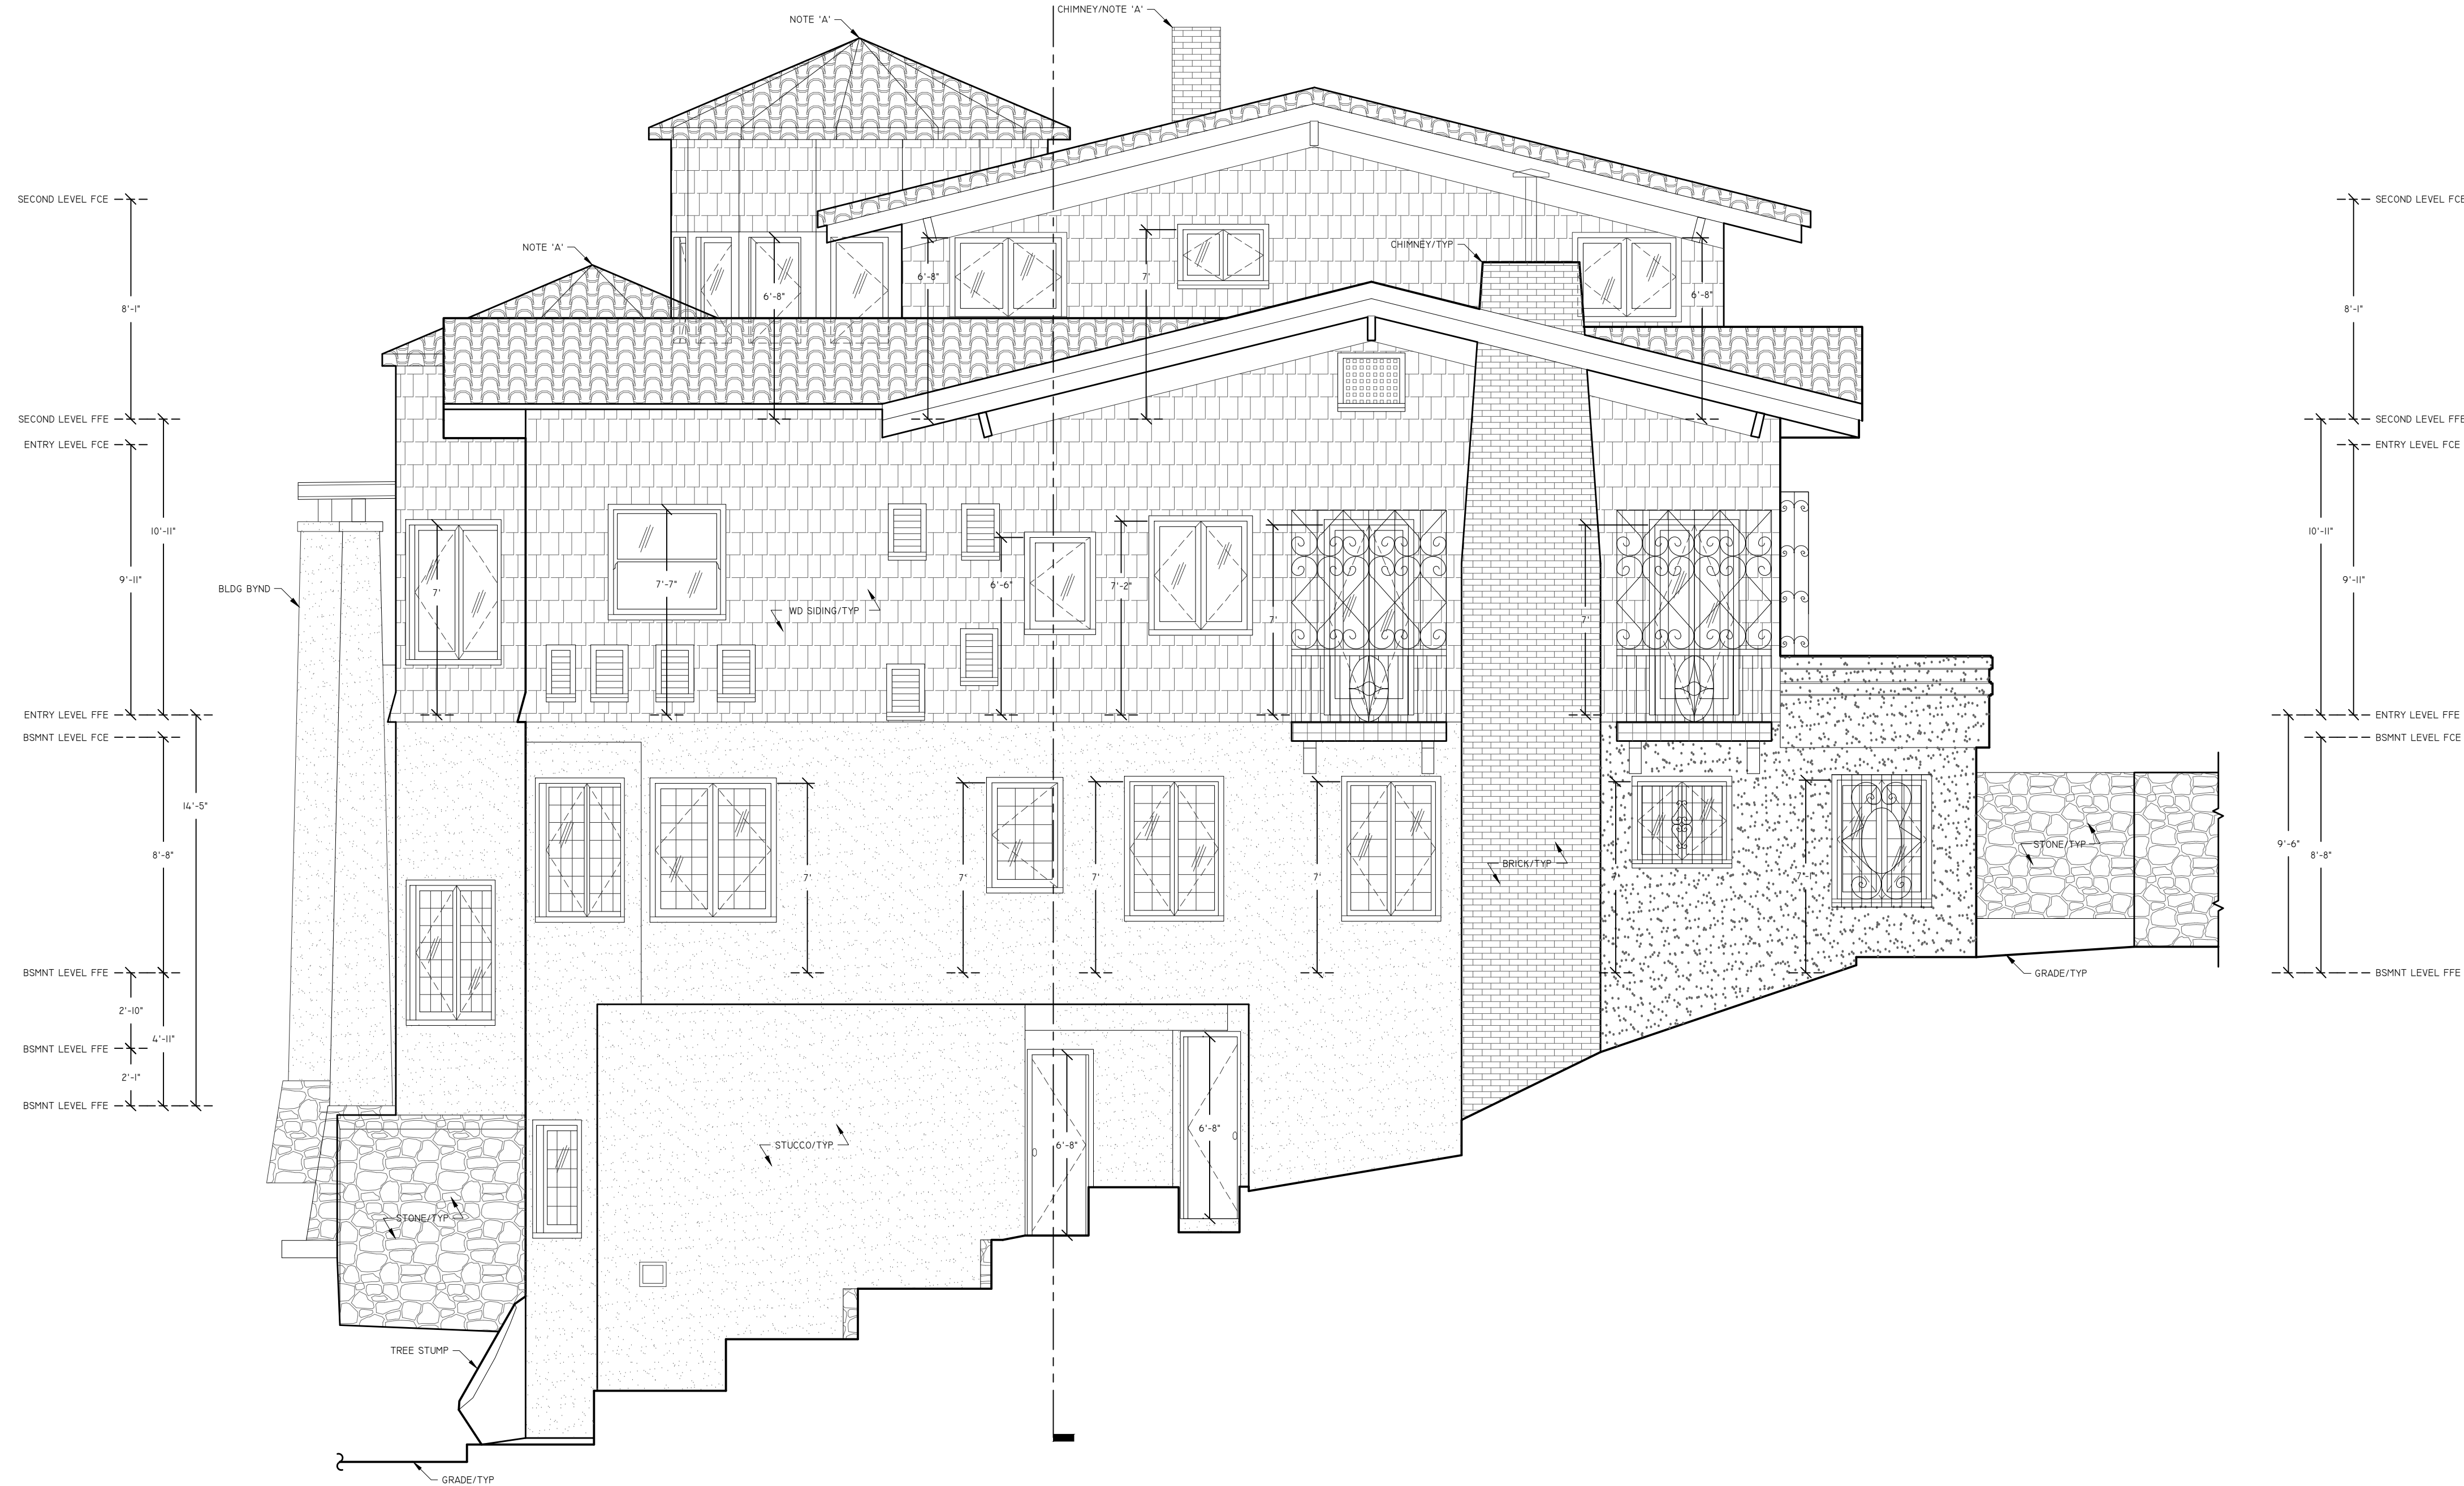 NOTE 'A'
CHIMNEY/NOTE 'A'
SECOND LEVEL FCE
SECOND LEVEL FCE
NOTE 'A'
CHIMNEY/TYP
6'-8"
7'
6'-8"
6'-8"
8'-1"
8'-1"
SECOND LEVEL FFE
SECOND LEVEL FFE
ENTRY LEVEL FCE
ENTRY LEVEL FCE
10'-11"
10'-11"
9'-11"
9'-11"
BLDG BYND
7'
7'-7"
WD SIDING/TYP
6'-6"
7'-2"
7'
7'
ENTRY LEVEL FFE
ENTRY LEVEL FFE
BSMNT LEVEL FCE
BSMNT LEVEL FCE
14'-5"
8'-8"
7'
7'
7'
7'
BRICK/TYP
7'
7'-1"
STONE/TYP
9'-6"
8'-8"
BSMNT LEVEL FFE
GRADE/TYP
BSMNT LEVEL FFE
2'-10"
4'-11"
BSMNT LEVEL FFE
2'-1"
BSMNT LEVEL FFE
STUCCO/TYP
6'-8"
6'-8"
STONE/TYP
TREE STUMP
GRADE/TYP